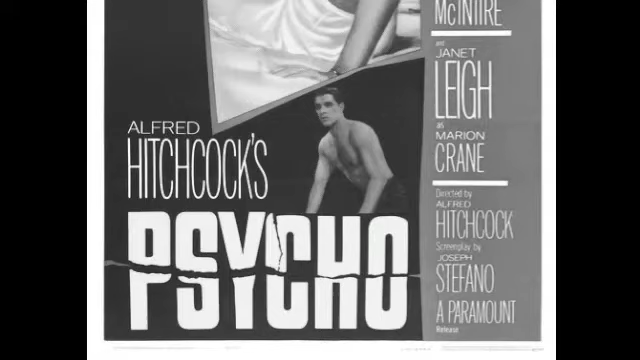 McINTIRE
and
JANET
LEIGH
as
MARION
CRANE
ALFRED
HITCHCOCK'S
PSYCHO
Directed by
ALFRED
HITCHCOCK
Screenplay by
JOSEPH
STEFANO
A PARAMOUNT